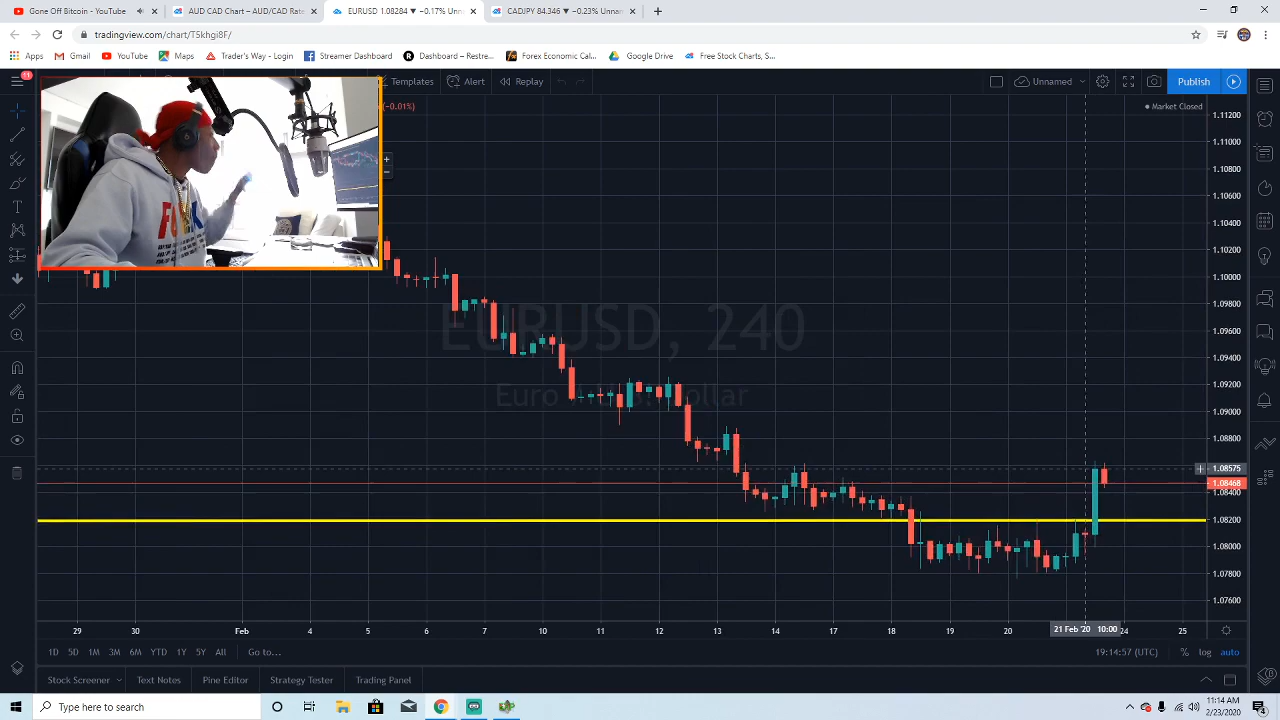 Gone Off Bitcoin - YouTube
AUD CAD Chart – AUD/CAD Rate
EURUSD 1.08284 ▼ −0.17% Unn
CADJPY 84.346 ▼ −0.23% Unnam
tradingview.com/chart/T5khgi8F/
Apps
Gmail
YouTube
Maps
Trader's Way - Login
Streamer Dashboard
Dashboard – Restre...
Forex Economic Cal...
Google Drive
Free Stock Charts, S...
11
Templates
Alert
Replay
Unnamed
Publish
(−0.01%)
Market Closed
EURUSD, 240
1.11200
1.11000
1.10800
1.10600
1.10400
1.10200
1.10000
1.09800
1.09600
1.09400
1.09200
1.09000
1.08800
1.08575
1.08468
1.08400
1.08200
1.08000
1.07800
1.07600
29
30
Feb
4
5
6
7
10
11
12
13
14
17
18
19
20
21 Feb '20 10:00
24
25
1D
5D
1M
3M
6M
YTD
1Y
5Y
All
Go to...
19:14:57 (UTC)
%
log
auto
Stock Screener
Text Notes
Pine Editor
Strategy Tester
Trading Panel
Type here to search
11:14 AM
2/23/2020